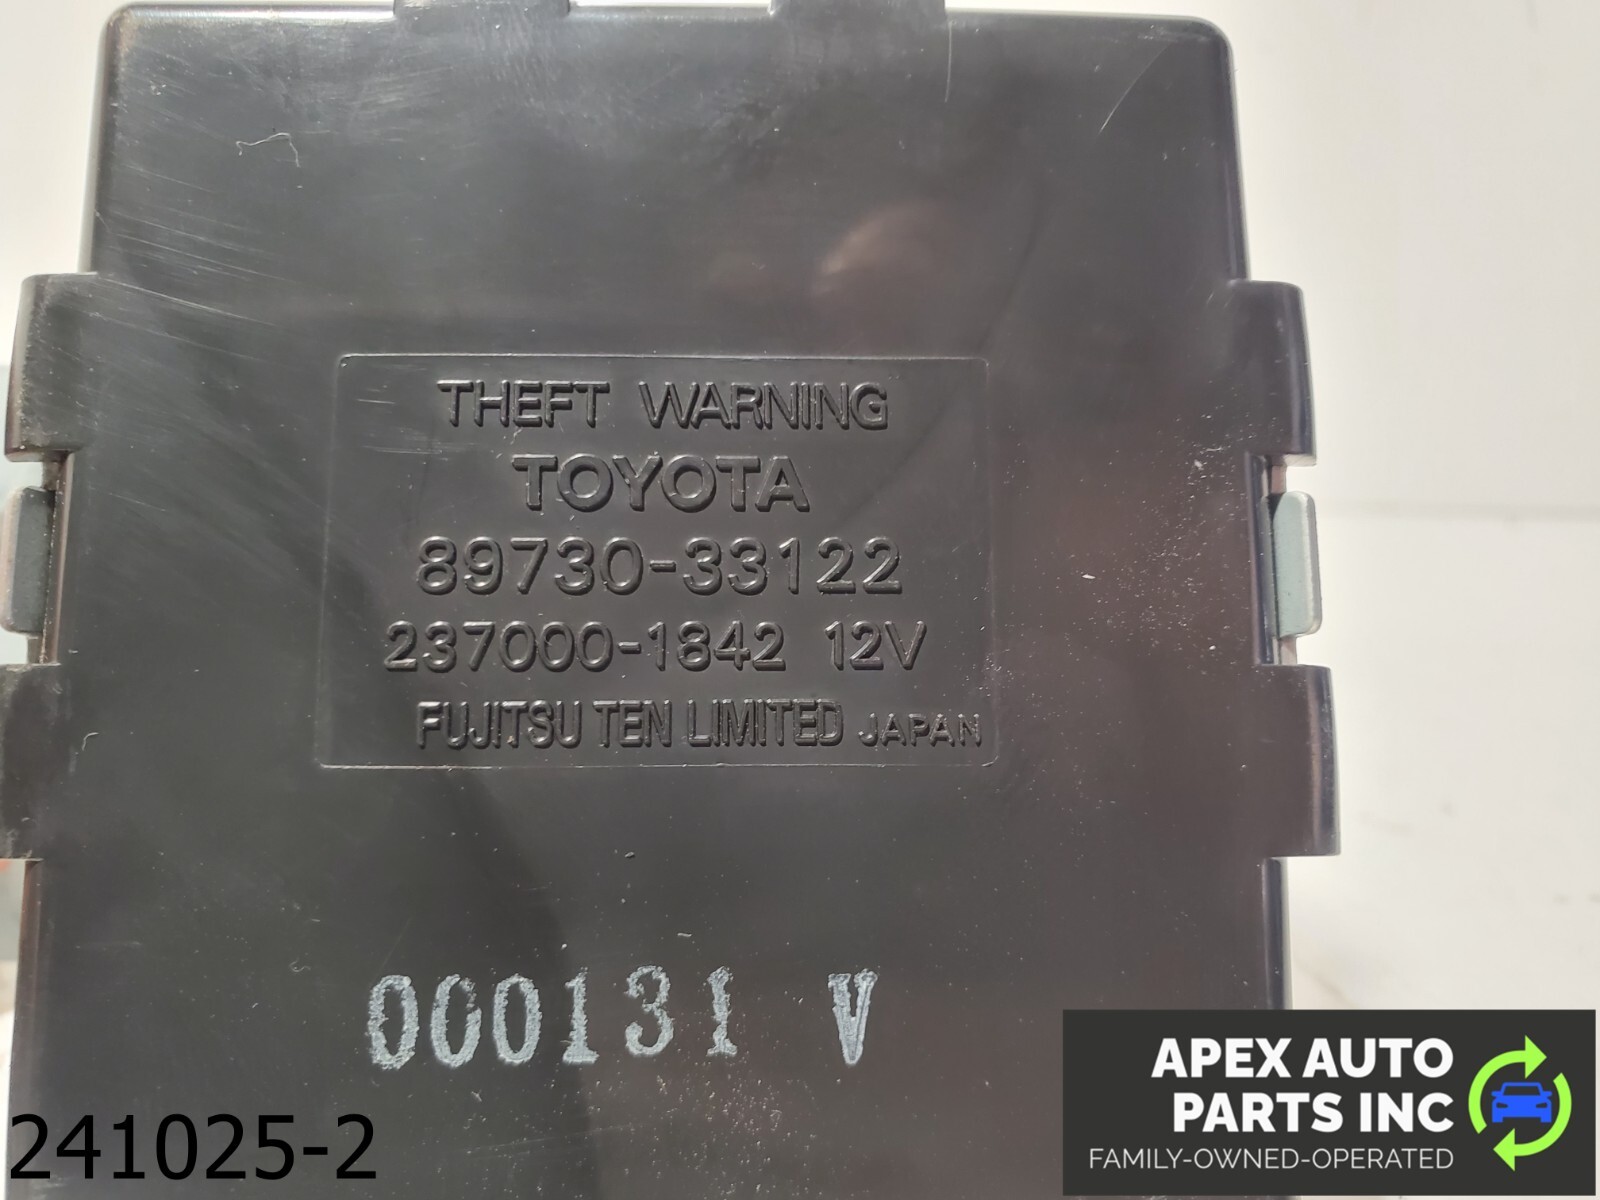 THEFT WARNING
TOYOTA
89730-33122
237000-1842 12V
FUJITSU TEN LIMITED JAPAN
000131 V
241025-2
APEX AUTO
PARTS INC
FAMILY-OWNED-OPERATED